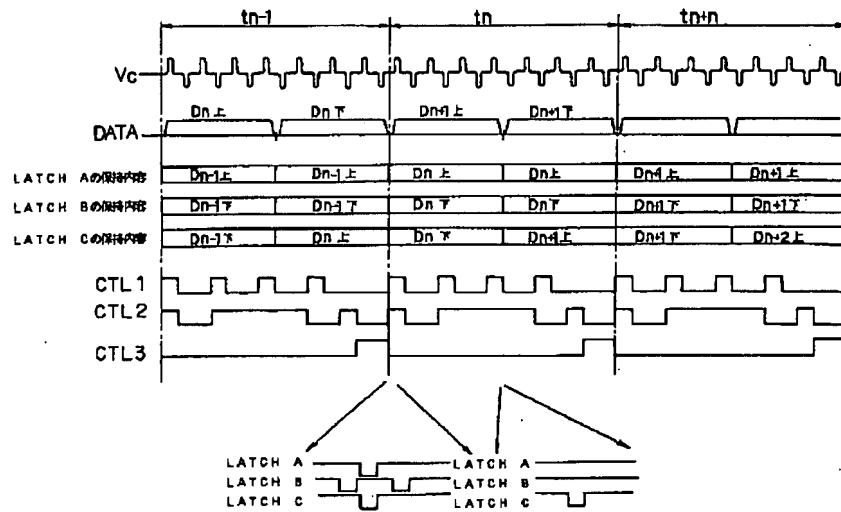 tn-1 tn tn+n
Vc
Dn上 Dn下 Dn+1上 Dn+1下
DATA
LATCH Aの保持内容 Dn-1上 Dn-1上 Dn上 Dn上 Dn+1上 Dn+1上
LATCH Bの保持内容 Dn-1下 Dn-1下 Dn下 Dn下 Dn+1下 Dn+1下
LATCH Cの保持内容 Dn-1下 Dn上 Dn下 Dn+1上 Dn+1下 Dn+2上
CTL1
CTL2
CTL3
LATCH A LATCH A
LATCH B LATCH B
LATCH C LATCH C